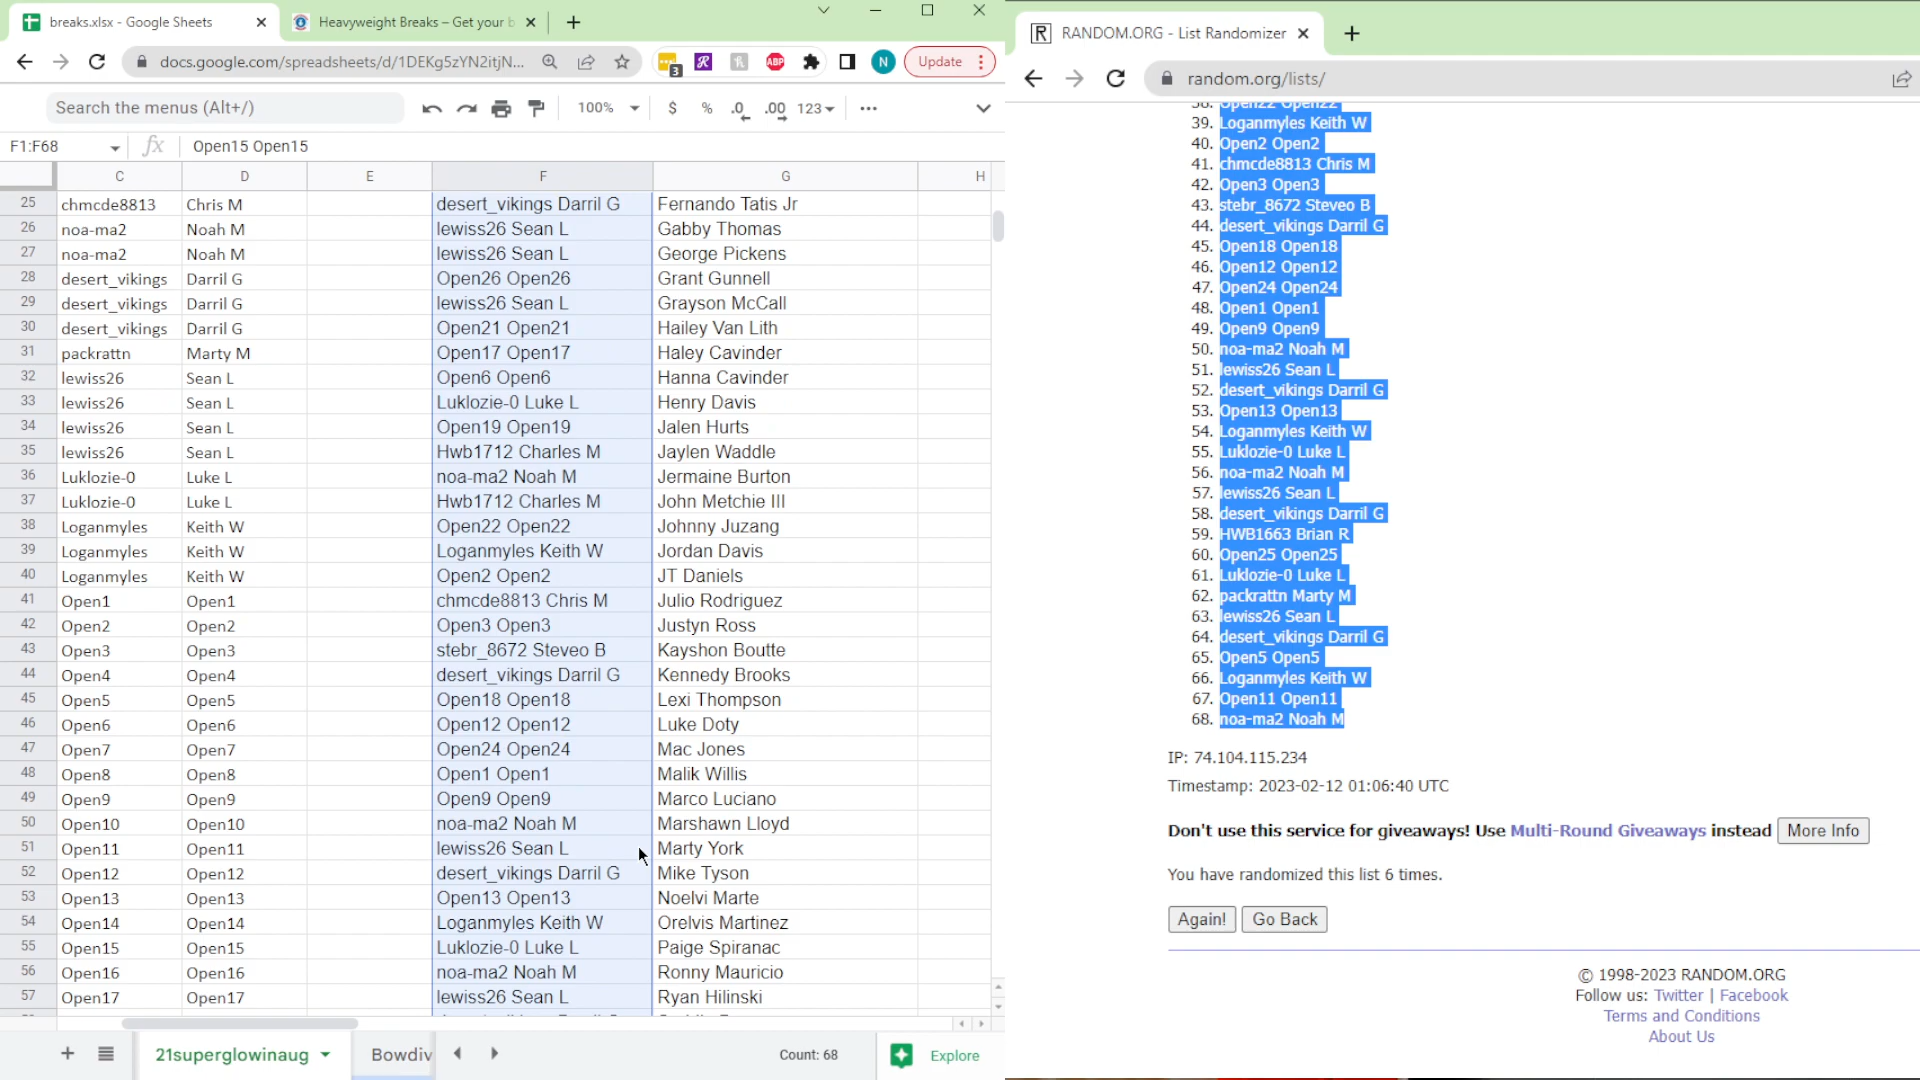 breaks.xlsx - Google Sheets
Heavyweight Breaks – Get your b
docs.google.com/spreadsheets/d/1DEKg5zYN2itjN...
3
ABP
N
Update
Search the menus (Alt+/)
100%
$ % .0 .00 123
F1:F68
fx
Open15 Open15
C D E F G H
25 chmcde8813 Chris M desert_vikings Darril G Fernando Tatis Jr
26 noa-ma2 Noah M lewiss26 Sean L Gabby Thomas
27 noa-ma2 Noah M lewiss26 Sean L George Pickens
28 desert_vikings Darril G Open26 Open26 Grant Gunnell
29 desert_vikings Darril G lewiss26 Sean L Grayson McCall
30 desert_vikings Darril G Open21 Open21 Hailey Van Lith
31 packrattn Marty M Open17 Open17 Haley Cavinder
32 lewiss26 Sean L Open6 Open6 Hanna Cavinder
33 lewiss26 Sean L Luklozie-0 Luke L Henry Davis
34 lewiss26 Sean L Open19 Open19 Jalen Hurts
35 lewiss26 Sean L Hwb1712 Charles M Jaylen Waddle
36 Luklozie-0 Luke L noa-ma2 Noah M Jermaine Burton
37 Luklozie-0 Luke L Hwb1712 Charles M John Metchie III
38 Loganmyles Keith W Open22 Open22 Johnny Juzang
39 Loganmyles Keith W Loganmyles Keith W Jordan Davis
40 Loganmyles Keith W Open2 Open2 JT Daniels
41 Open1 Open1 chmcde8813 Chris M Julio Rodriguez
42 Open2 Open2 Open3 Open3 Justyn Ross
43 Open3 Open3 stebr_8672 Steveo B Kayshon Boutte
44 Open4 Open4 desert_vikings Darril G Kennedy Brooks
45 Open5 Open5 Open18 Open18 Lexi Thompson
46 Open6 Open6 Open12 Open12 Luke Doty
47 Open7 Open7 Open24 Open24 Mac Jones
48 Open8 Open8 Open1 Open1 Malik Willis
49 Open9 Open9 Open9 Open9 Marco Luciano
50 Open10 Open10 noa-ma2 Noah M Marshawn Lloyd
51 Open11 Open11 lewiss26 Sean L Marty York
52 Open12 Open12 desert_vikings Darril G Mike Tyson
53 Open13 Open13 Open13 Open13 Noelvi Marte
54 Open14 Open14 Loganmyles Keith W Orelvis Martinez
55 Open15 Open15 Luklozie-0 Luke L Paige Spiranac
56 Open16 Open16 noa-ma2 Noah M Ronny Mauricio
57 Open17 Open17 lewiss26 Sean L Ryan Hilinski
21superglowinaug
Bowdiv
Count: 68
Explore
RANDOM.ORG - List Randomizer
random.org/lists/
38. Open22 Open22
39. Loganmyles Keith W
40. Open2 Open2
41. chmcde8813 Chris M
42. Open3 Open3
43. stebr_8672 Steveo B
44. desert_vikings Darril G
45. Open18 Open18
46. Open12 Open12
47. Open24 Open24
48. Open1 Open1
49. Open9 Open9
50. noa-ma2 Noah M
51. lewiss26 Sean L
52. desert_vikings Darril G
53. Open13 Open13
54. Loganmyles Keith W
55. Luklozie-0 Luke L
56. noa-ma2 Noah M
57. lewiss26 Sean L
58. desert_vikings Darril G
59. HWB1663 Brian R
60. Open25 Open25
61. Luklozie-0 Luke L
62. packrattn Marty M
63. lewiss26 Sean L
64. desert_vikings Darril G
65. Open5 Open5
66. Loganmyles Keith W
67. Open11 Open11
68. noa-ma2 Noah M
IP: 74.104.115.234
Timestamp: 2023-02-12 01:06:40 UTC
Don't use this service for giveaways! Use Multi-Round Giveaways instead More Info
You have randomized this list 6 times.
Again! Go Back
© 1998-2023 RANDOM.ORG
Follow us: Twitter | Facebook
Terms and Conditions
About Us